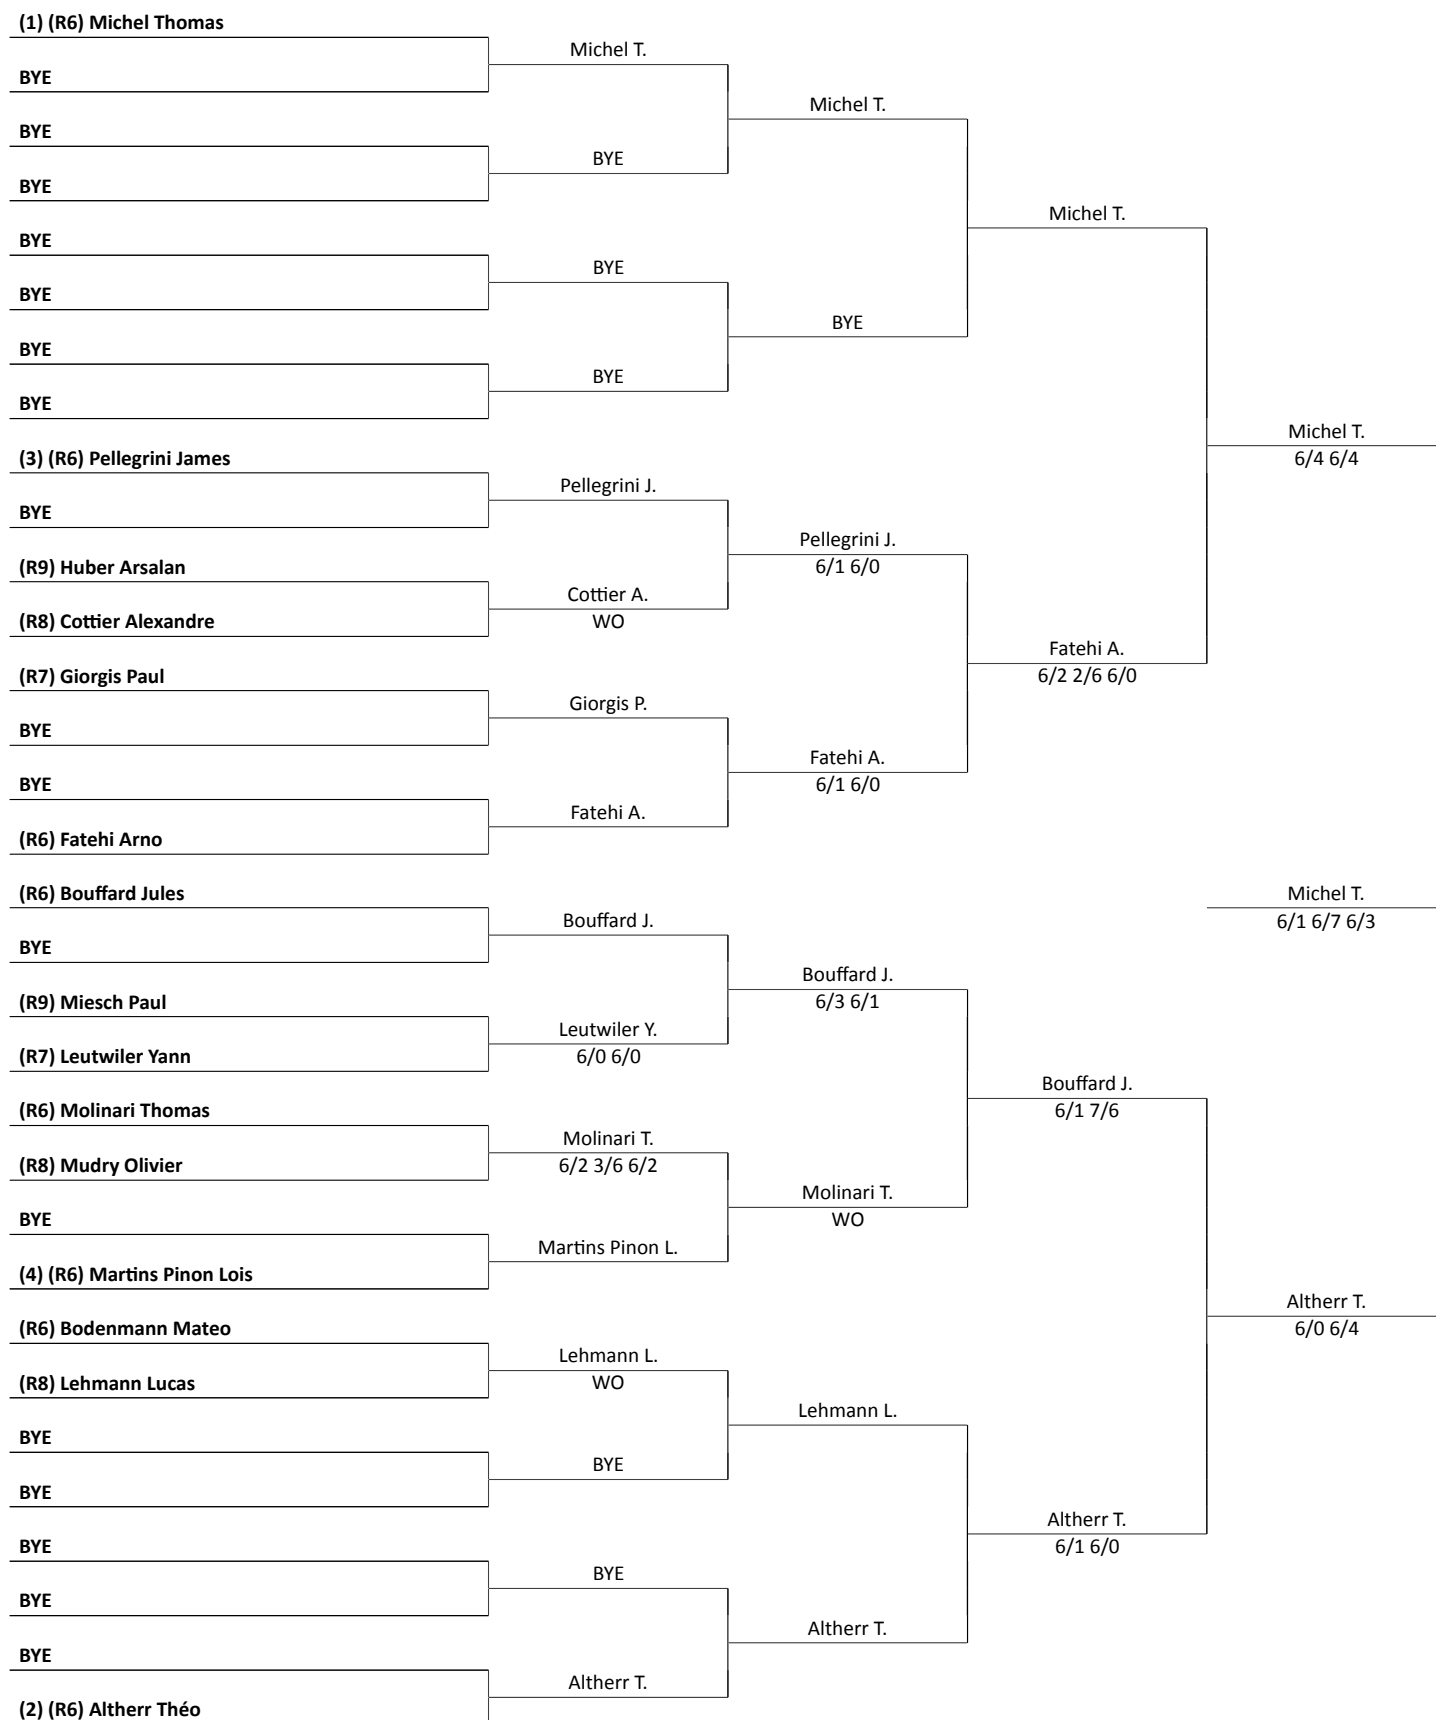 (1) (R6) Michel Thomas
BYE
BYE
BYE
BYE
BYE
BYE
BYE
(3) (R6) Pellegrini James
BYE
(R9) Huber Arsalan
(R8) Cottier Alexandre
(R7) Giorgis Paul
BYE
BYE
(R6) Fatehi Arno
(R6) Bouffard Jules
BYE
(R9) Miesch Paul
(R7) Leutwiler Yann
(R6) Molinari Thomas
(R8) Mudry Olivier
BYE
(4) (R6) Martins Pinon Lois
(R6) Bodenmann Mateo
(R8) Lehmann Lucas
BYE
BYE
BYE
BYE
BYE
(2) (R6) Altherr Théo
Michel T.
BYE
BYE
BYE
Pellegrini J.
Cottier A.
WO
Giorgis P.
Fatehi A.
Bouffard J.
Leutwiler Y.
6/0 6/0
Molinari T.
6/2 3/6 6/2
Martins Pinon L.
Lehmann L.
WO
BYE
BYE
Altherr T.
Michel T.
BYE
Pellegrini J.
6/1 6/0
Fatehi A.
6/1 6/0
Bouffard J.
6/3 6/1
Molinari T.
WO
Lehmann L.
Altherr T.
Michel T.
Fatehi A.
6/2 2/6 6/0
Bouffard J.
6/1 7/6
Altherr T.
6/1 6/0
Michel T.
6/4 6/4
Michel T.
6/1 6/7 6/3
Altherr T.
6/0 6/4